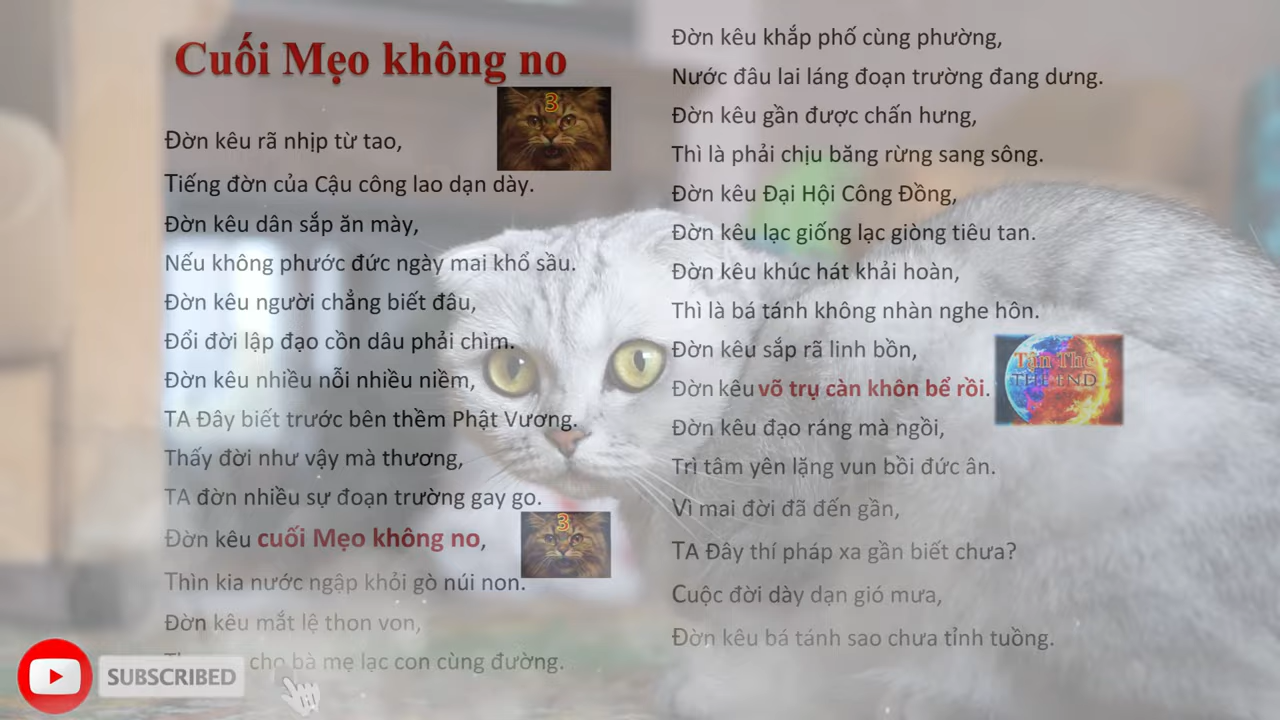 Cuối Mẹo không no
3
Đờn kêu rã nhịp từ tao,
Tiếng đờn của Cậu công lao dạn dày.
Đờn kêu dân sắp ăn mày,
Nếu không phước đức ngày mai khổ sầu.
Đờn kêu người chẳng biết đâu,
Đổi đời lập đạo cồn dâu phải chìm.
Đờn kêu nhiều nỗi nhiều niềm,
TA Đây biết trước bên thềm Phật Vương.
Thấy đời như vậy mà thương,
TA đờn nhiều sự đoạn trường gay go.
Đờn kêu cuối Mẹo không no,
3
Thìn kia nước ngập khỏi gò núi non.
Đờn kêu mắt lệ thon von,
cho bà mẹ lạc con cùng đường.
SUBSCRIBED
Đờn kêu khắp phố cùng phường,
Nước đâu lai láng đoạn trường đang dưng.
Đờn kêu gần được chấn hưng,
Thì là phải chịu băng rừng sang sông.
Đờn kêu Đại Hội Công Đồng,
Đờn kêu lạc giống lạc giòng tiêu tan.
Đờn kêu khúc hát khải hoàn,
Thì là bá tánh không nhàn nghe hôn.
Đờn kêu sắp rã linh bồn,
Đờn kêu võ trụ càn khôn bể rồi.
Tận Thế
THE END
Đờn kêu đạo ráng mà ngồi,
Trì tâm yên lặng vun bồi đức ân.
Vì mai đời đã đến gần,
TA Đây thí pháp xa gần biết chưa?
Cuộc đời dày dạn gió mưa,
Đờn kêu bá tánh sao chưa tỉnh tuồng.